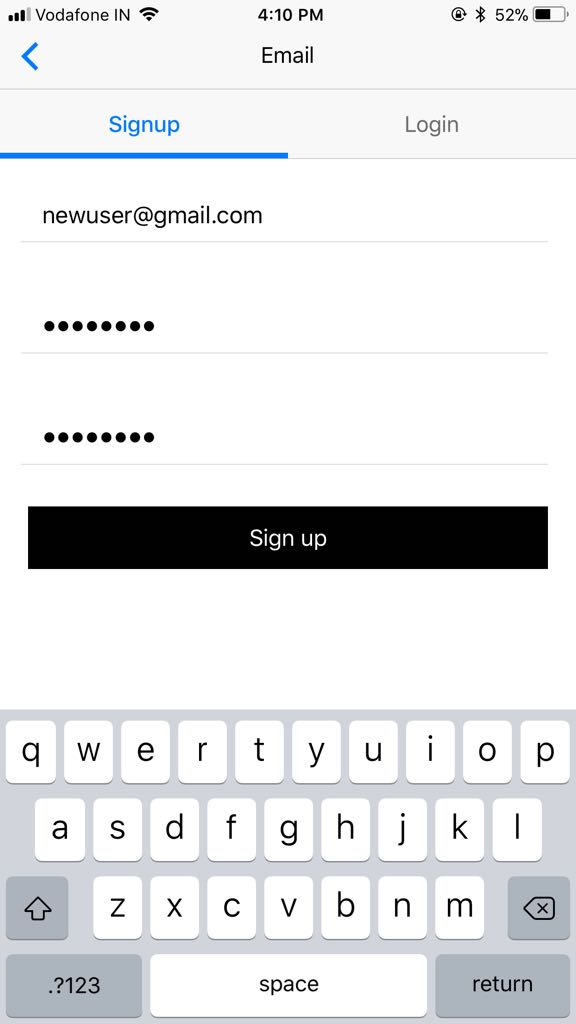 Vodafone IN 4:10 PM 52%
Email
Signup Login
newuser@gmail.com
••••••••
••••••••
Sign up
q w e r t y u i o p
a s d f g h j k l
z x c v b n m
.?123 space return